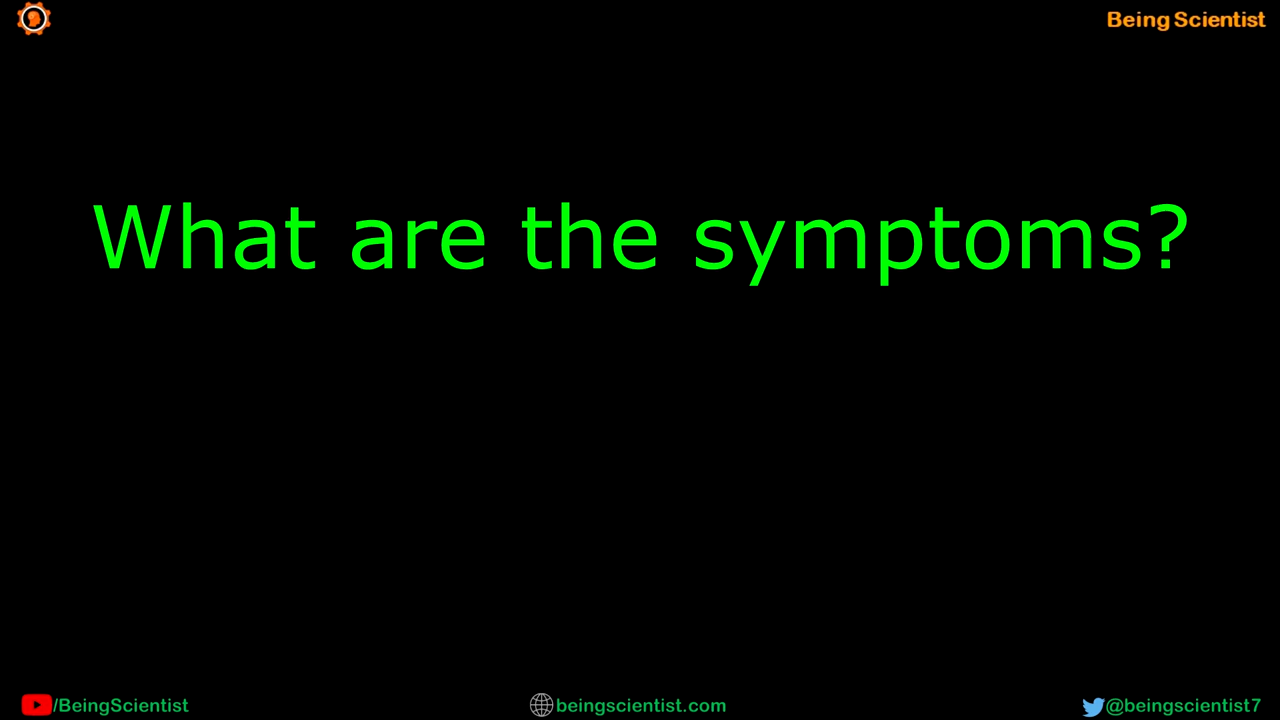 Being Scientist
What are the symptoms?
/BeingScientist
beingscientist.com
@beingscientist7